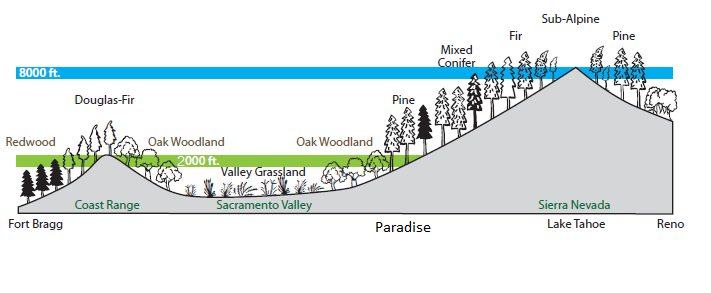 Sub-Alpine
Fir
Pine
Mixed
Conifer
8000 ft.
Douglas-Fir
Pine
Redwood
Oak Woodland
Oak Woodland
2000 ft.
Valley Grassland
Coast Range
Sacramento Valley
Sierra Nevada
Fort Bragg
Paradise
Lake Tahoe
Reno